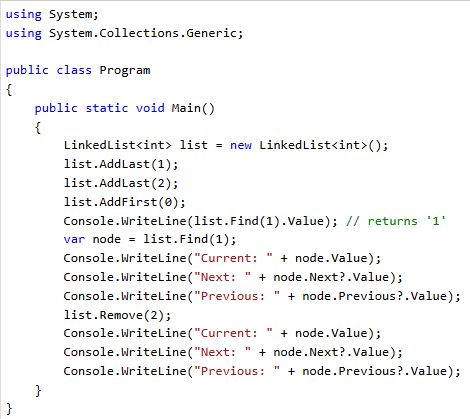 using System;
using System.Collections.Generic;

public class Program
{
    public static void Main()
    {
        LinkedList<int> list = new LinkedList<int>();
        list.AddLast(1);
        list.AddLast(2);
        list.AddFirst(0);
        Console.WriteLine(list.Find(1).Value); // returns '1'
        var node = list.Find(1);
        Console.WriteLine("Current: " + node.Value);
        Console.WriteLine("Next: " + node.Next?.Value);
        Console.WriteLine("Previous: " + node.Previous?.Value);
        list.Remove(2);
        Console.WriteLine("Current: " + node.Value);
        Console.WriteLine("Next: " + node.Next?.Value);
        Console.WriteLine("Previous: " + node.Previous?.Value);
    }
}